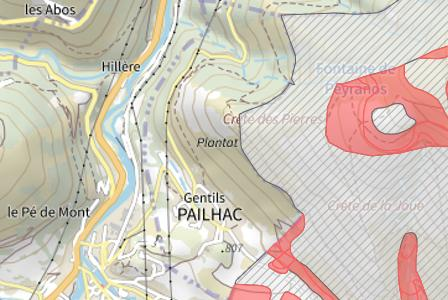 les Abos
Hillère
Fontaine de
Peyranos
Crête des Pierres
Plantat
Gentils
PAILHAC
le Pé de Mont
Crête de la Joue
.807